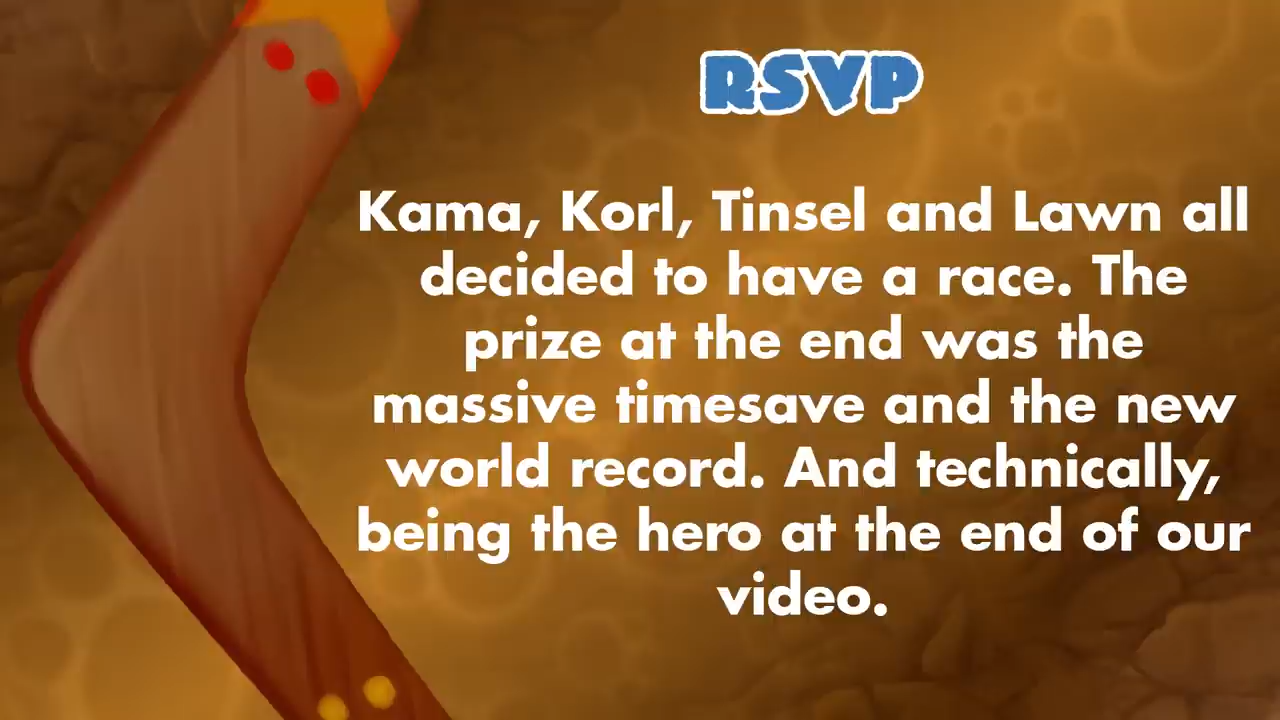 RSVP
Kama, Korl, Tinsel and Lawn all
decided to have a race. The
prize at the end was the
massive timesave and the new
world record. And technically,
being the hero at the end of our
video.